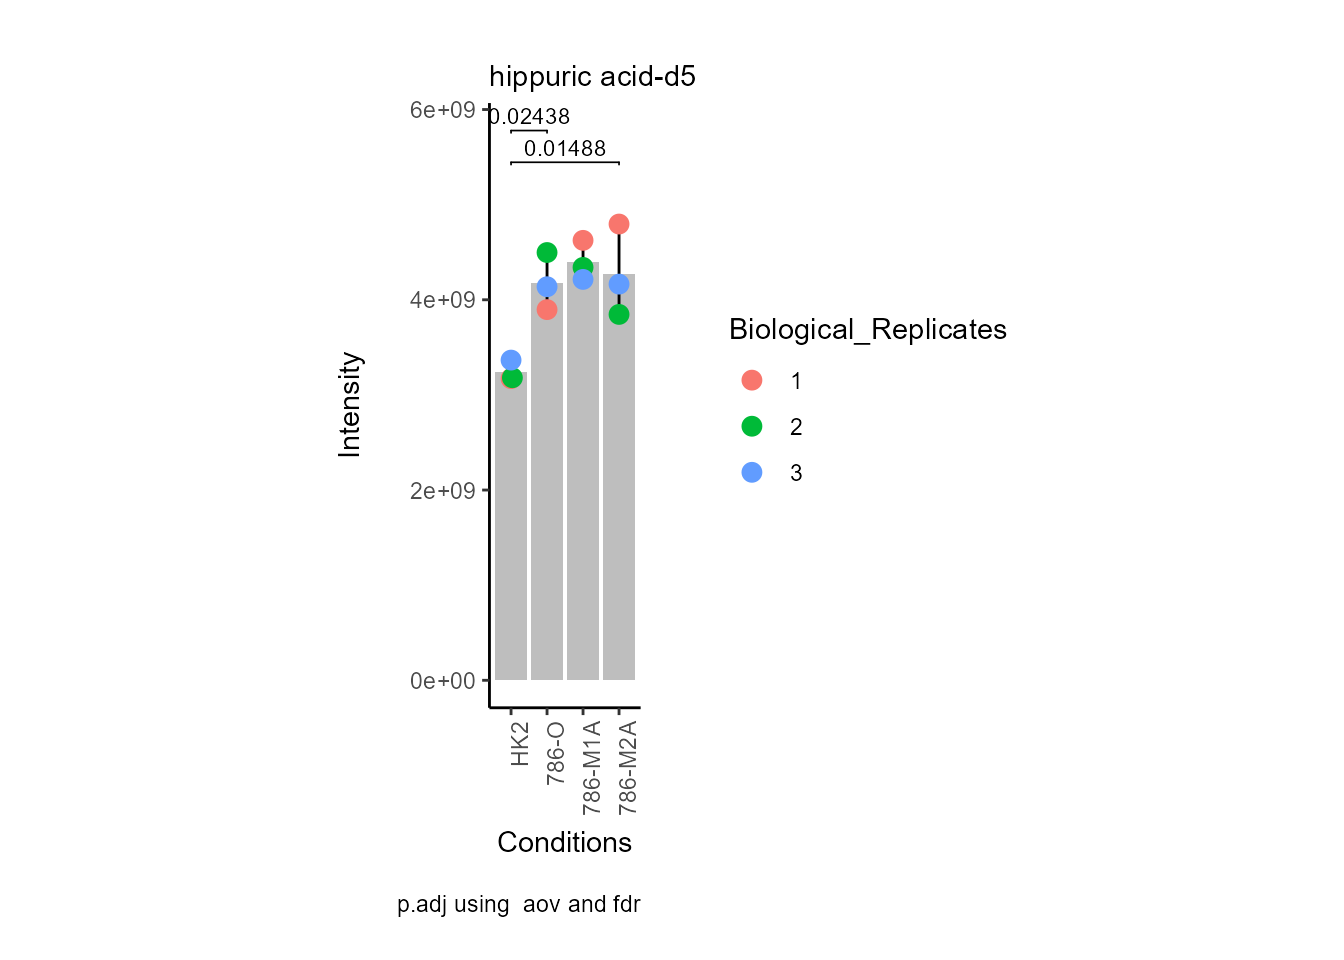 hippuric acid-d5
6e+09
0.02438
0.01488
4e+09
2e+09
0e+00
Intensity
HK2
786-O
786-M1A
786-M2A
Conditions
Biological_Replicates
1
2
3
p.adj using  aov and fdr